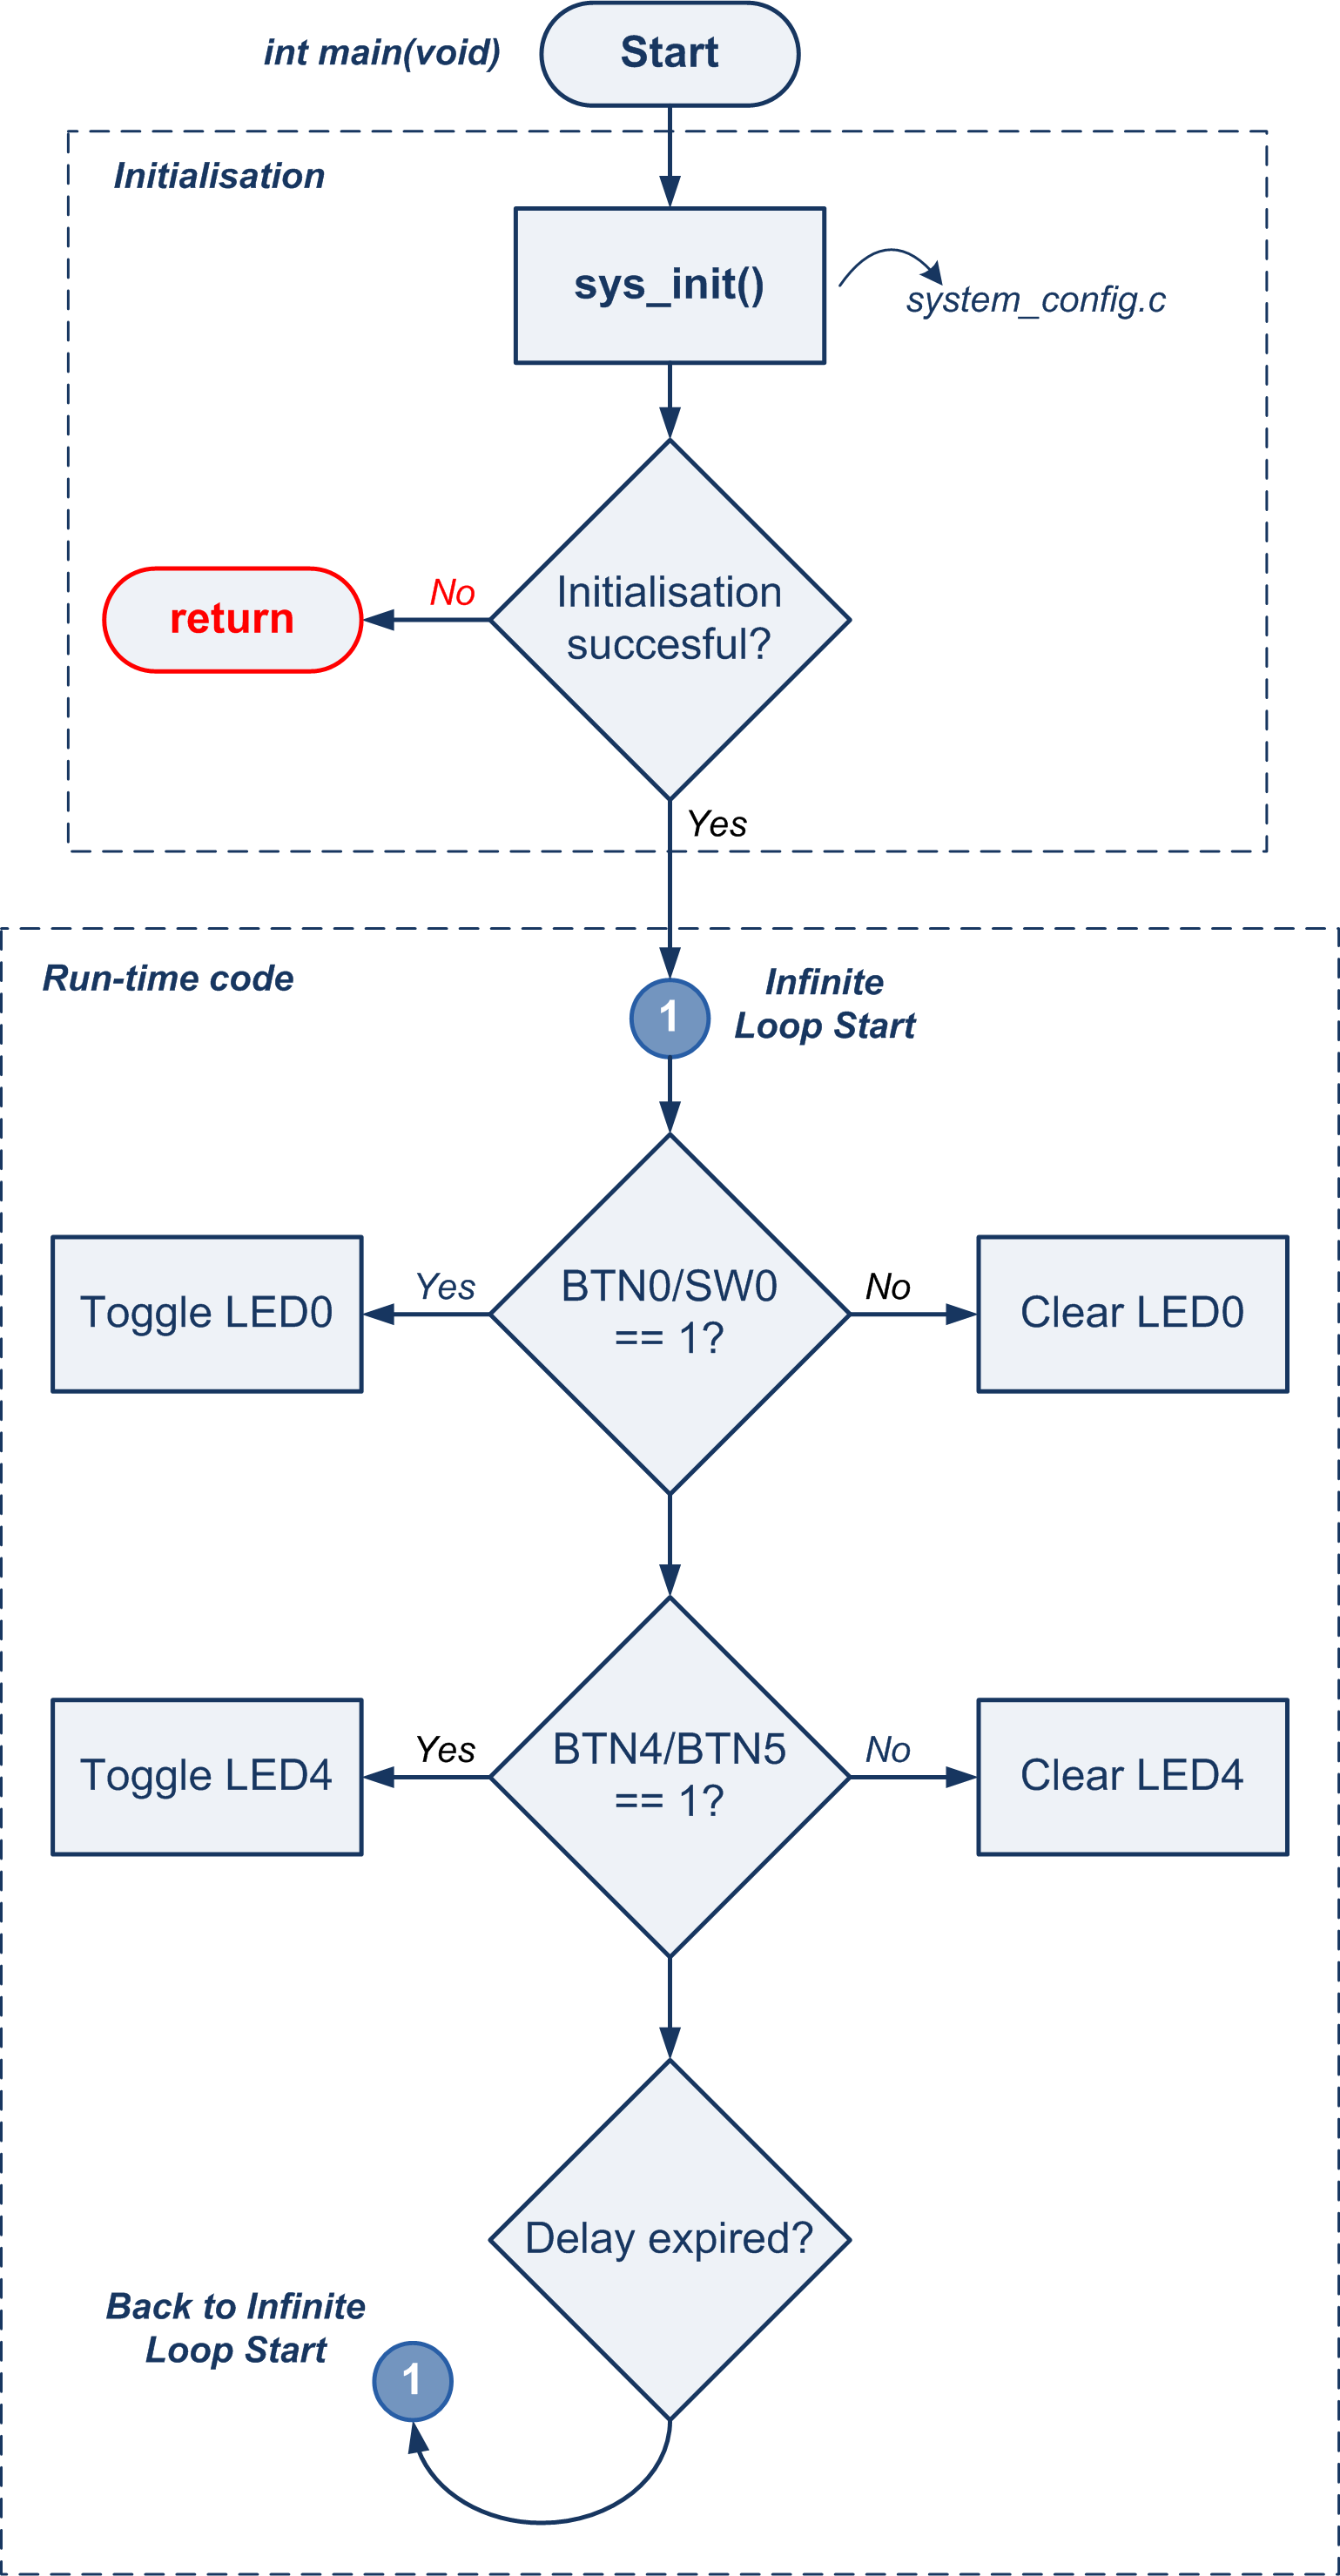 int main(void)
Start
Initialisation
sys_init()
system_config.c
Initialisation
succesful?
No
return
Yes
Run-time code
1
Infinite
Loop Start
BTN0/SW0
== 1?
Yes
Toggle LED0
No
Clear LED0
BTN4/BTN5
== 1?
Yes
Toggle LED4
No
Clear LED4
Delay expired?
Back to Infinite
Loop Start
1